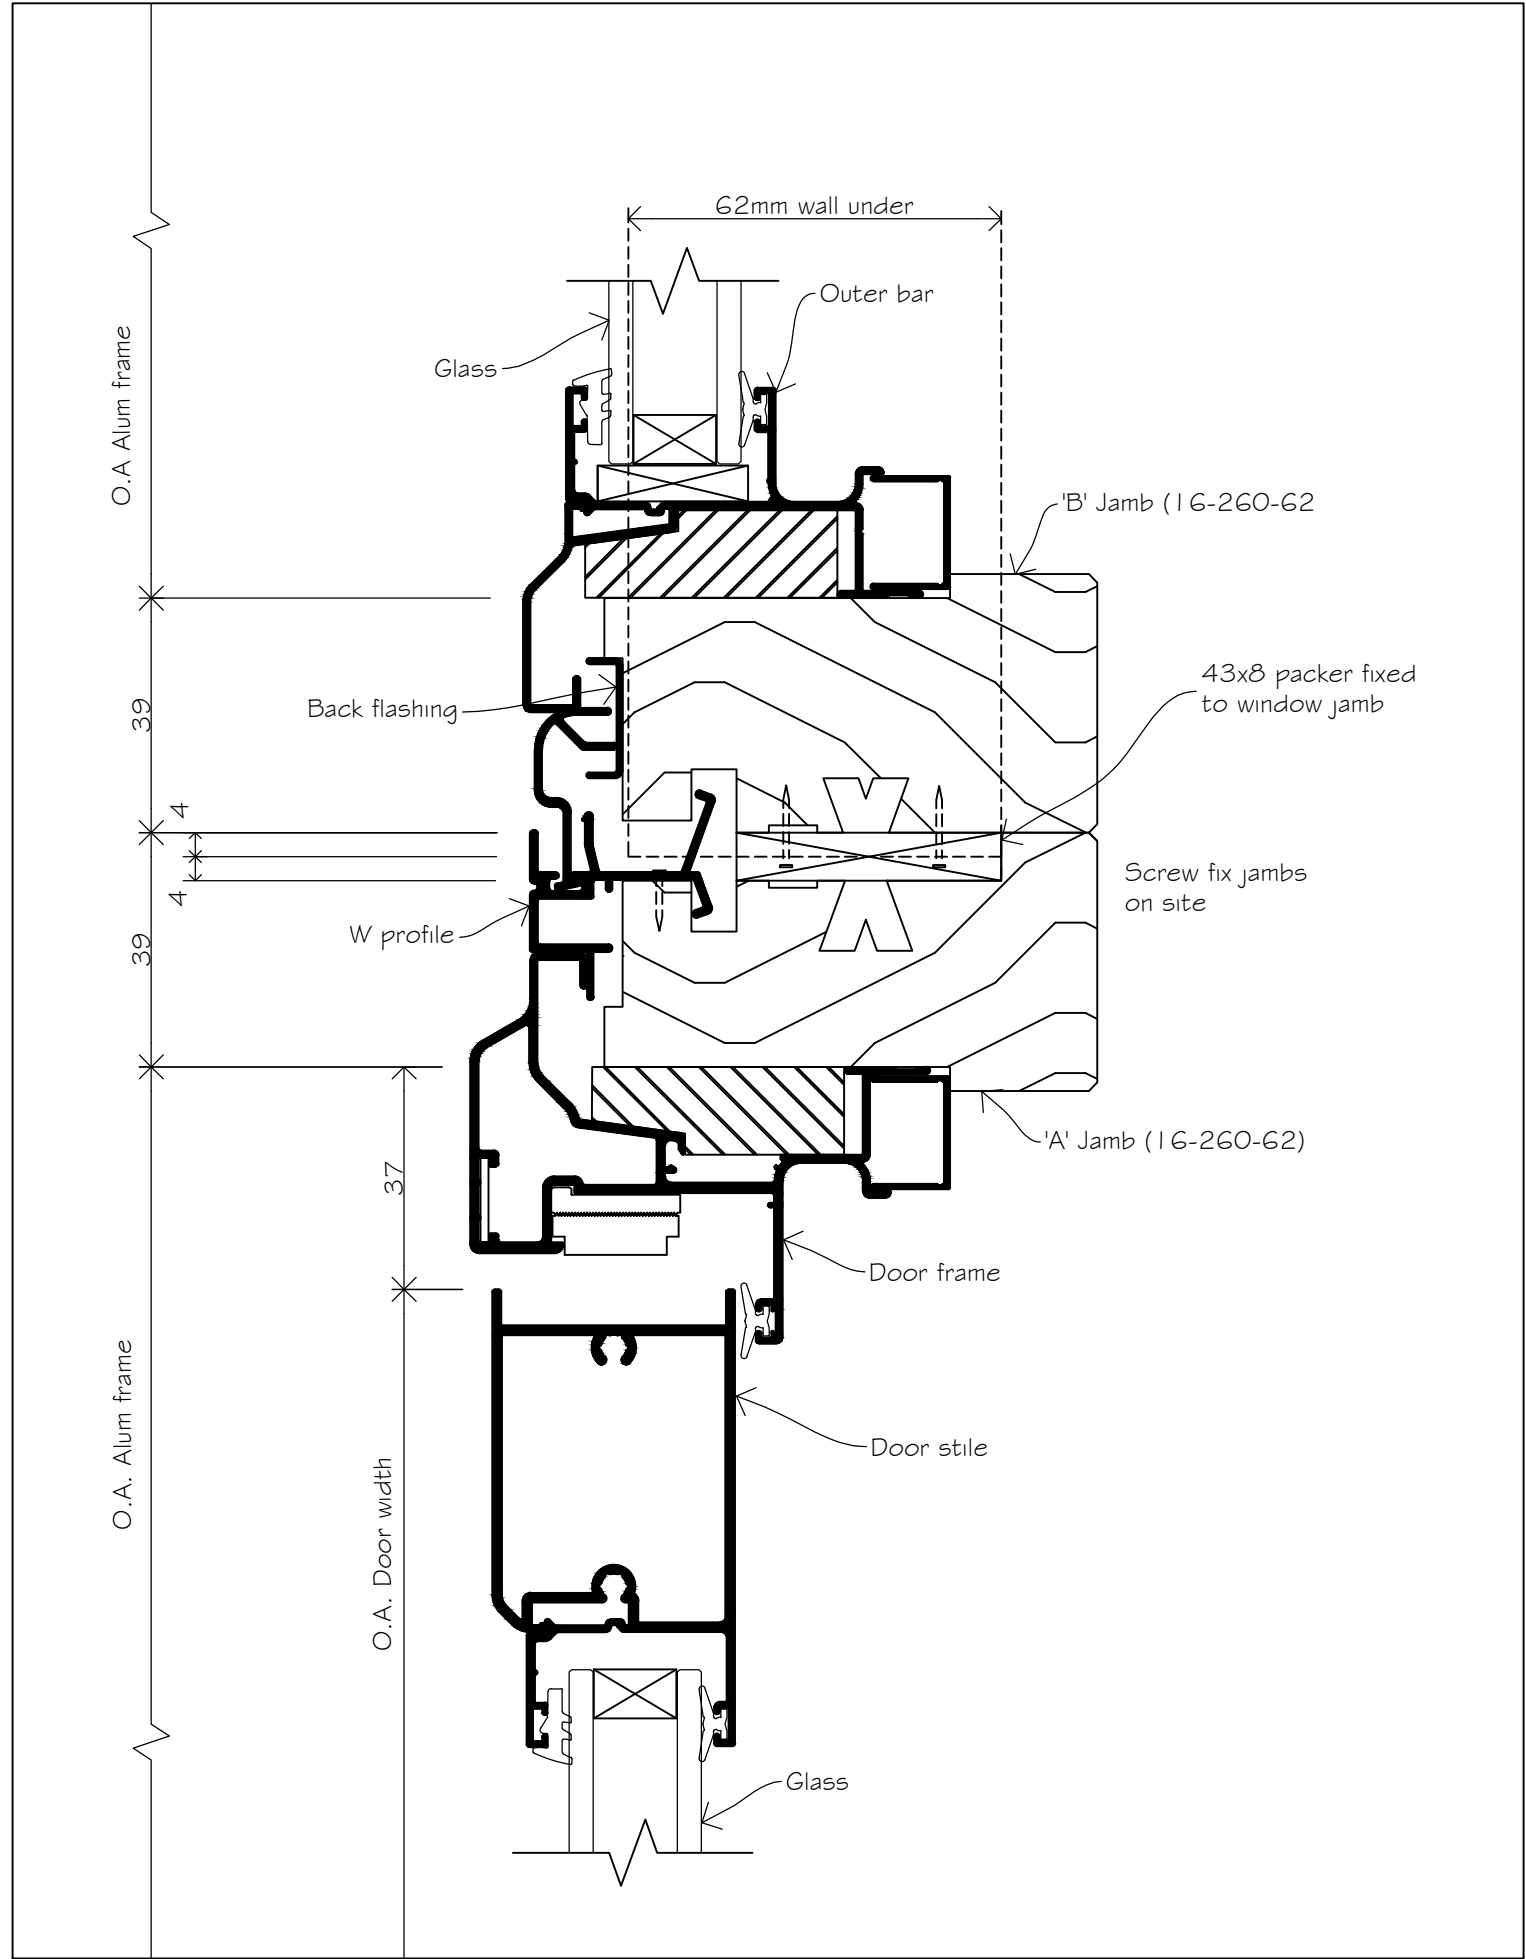 62mm wall under
Outer bar
Glass
O.A Alum frame
'B' Jamb (16-260-62
43x8 packer fixed
to window jamb
Back flashing
39
4
4
Screw fix jambs
on site
W profile
39
'A' Jamb (16-260-62)
37
Door frame
O.A. Alum frame
Door stile
O.A. Door width
Glass